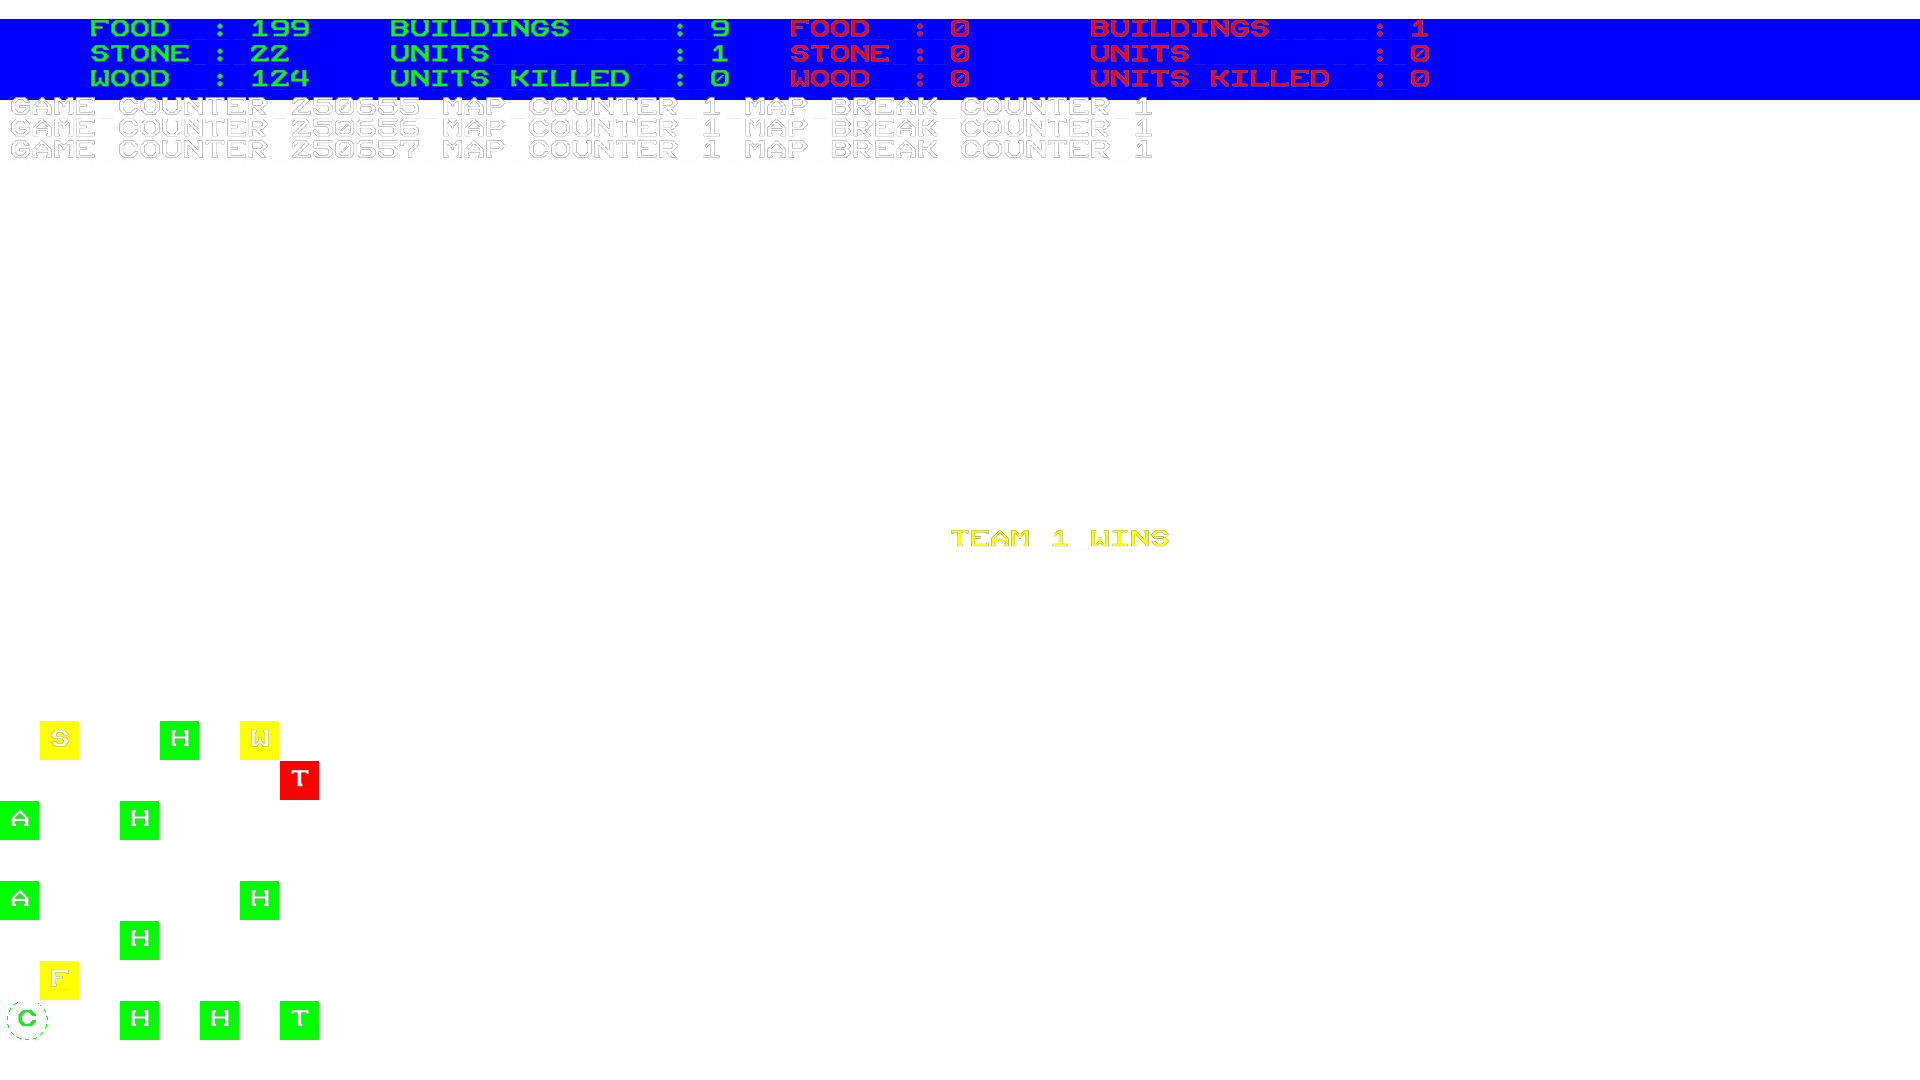 FOOD : 199 BUILDINGS : 9 FOOD : 0 BUILDINGS : 1
STONE : 22 UNITS : 1 STONE : 0 UNITS : 0
WOOD : 124 UNITS KILLED : 0 WOOD : 0 UNITS KILLED : 0
GAME COUNTER 250655 MAP COUNTER 1 MAP BREAK COUNTER 1
GAME COUNTER 250656 MAP COUNTER 1 MAP BREAK COUNTER 1
GAME COUNTER 250657 MAP COUNTER 1 MAP BREAK COUNTER 1
TEAM 1 WINS
S H W
T
A H
A H
H
F
C H H T